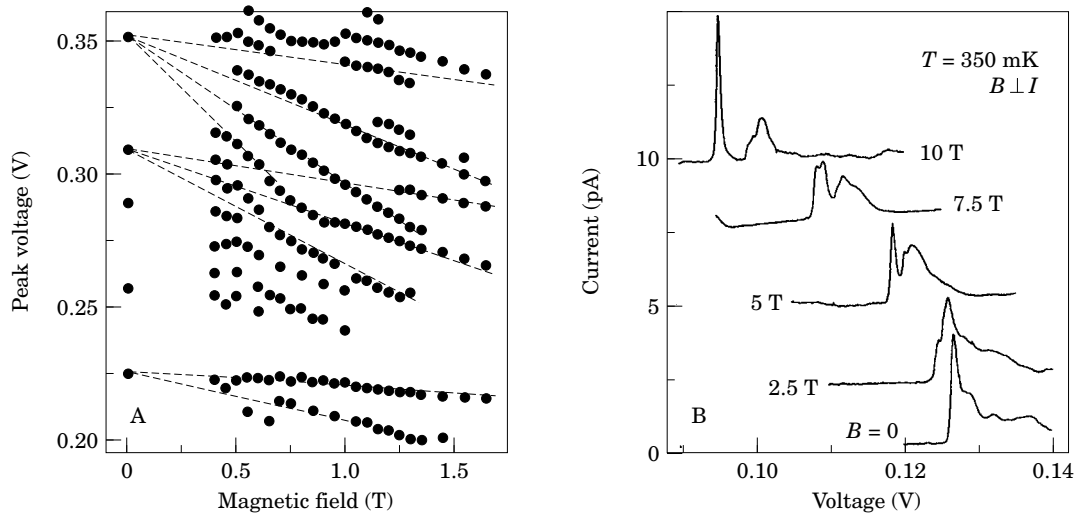 0.35
0.30
0.25
0.20
Peak voltage (V)
A
0
0.5
1.0
1.5
Magnetic field (T)
T = 350 mK
B ⊥ I
10
5
0
Current (pA)
10 T
7.5 T
5 T
2.5 T
B = 0
B
0.10
0.12
0.14
Voltage (V)